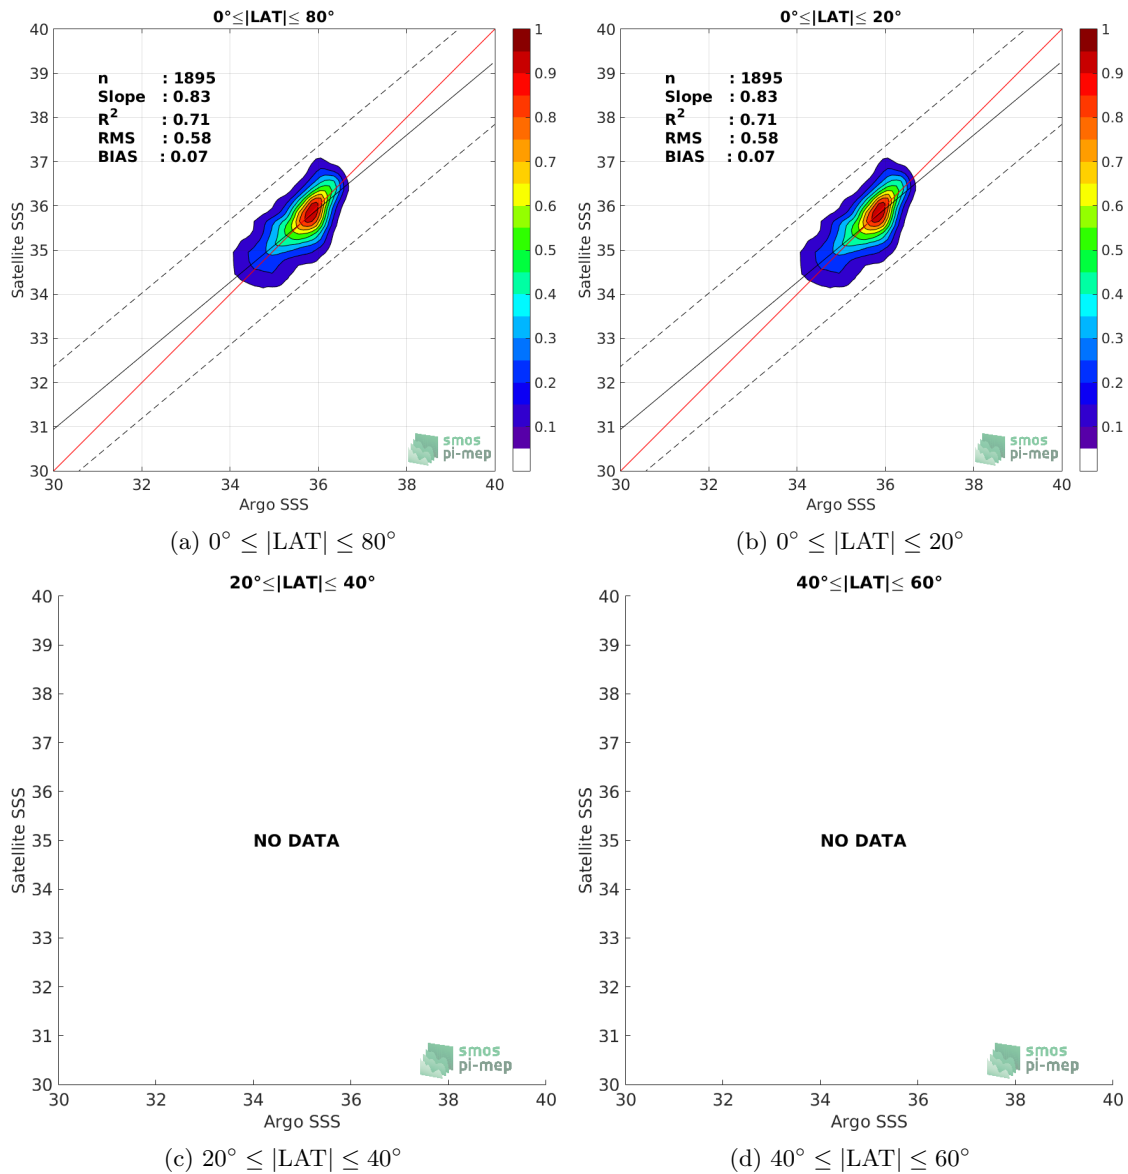 0°≤|LAT|≤ 80°
40
39
38
37
36
35
34
33
32
31
30
Satellite SSS
n : 1895
Slope : 0.83
R² : 0.71
RMS : 0.58
BIAS : 0.07
smos
pi-mep
30 32 34 36 38 40
Argo SSS
1
0.9
0.8
0.7
0.6
0.5
0.4
0.3
0.2
0.1
(a) 0° ≤ |LAT| ≤ 80°
0°≤|LAT|≤ 20°
40
39
38
37
36
35
34
33
32
31
30
Satellite SSS
n : 1895
Slope : 0.83
R² : 0.71
RMS : 0.58
BIAS : 0.07
smos
pi-mep
30 32 34 36 38 40
Argo SSS
1
0.9
0.8
0.7
0.6
0.5
0.4
0.3
0.2
0.1
(b) 0° ≤ |LAT| ≤ 20°
20°≤|LAT|≤ 40°
40
39
38
37
36
35
34
33
32
31
30
Satellite SSS
NO DATA
smos
pi-mep
30 32 34 36 38 40
Argo SSS
(c) 20° ≤ |LAT| ≤ 40°
40°≤|LAT|≤ 60°
40
39
38
37
36
35
34
33
32
31
30
Satellite SSS
NO DATA
smos
pi-mep
30 32 34 36 38 40
Argo SSS
(d) 40° ≤ |LAT| ≤ 60°